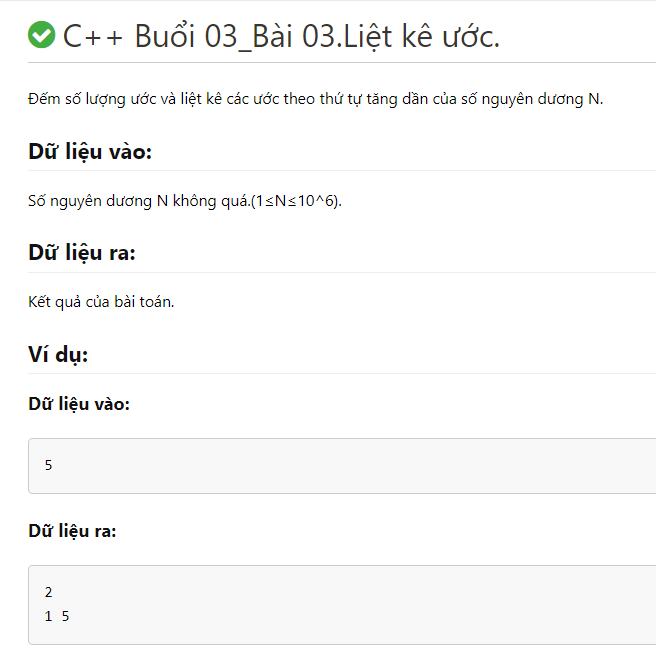 C++ Buổi 03_Bài 03.Liệt kê ước.
Đếm số lượng ước và liệt kê các ước theo thứ tự tăng dần của số nguyên dương N.
Dữ liệu vào:
Số nguyên dương N không quá.(1≤N≤10^6).
Dữ liệu ra:
Kết quả của bài toán.
Ví dụ:
Dữ liệu vào:
5
Dữ liệu ra:
2
1 5